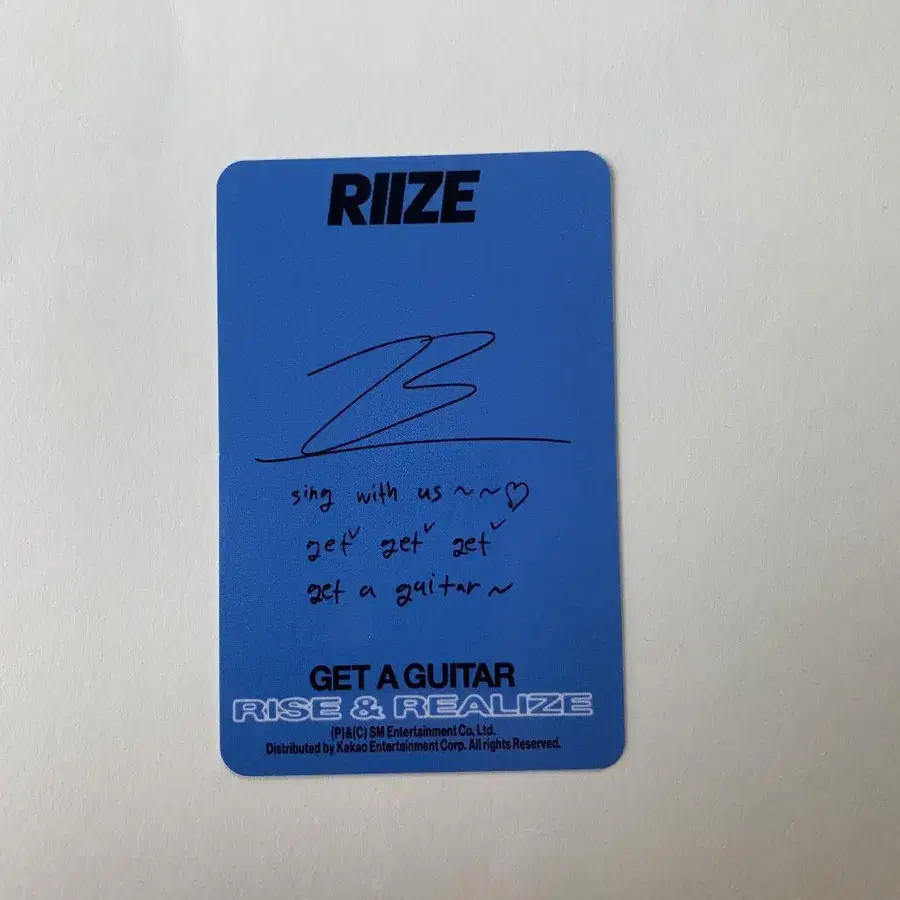 RIIZE
sing with us ~~♡
get˅ get˅ get˅
get a guitar ~
GET A GUITAR
RISE & REALIZE
(P)&(C) SM Entertainment Co., Ltd.
Distributed by Kakao Entertainment Corp. All rights Reserved.